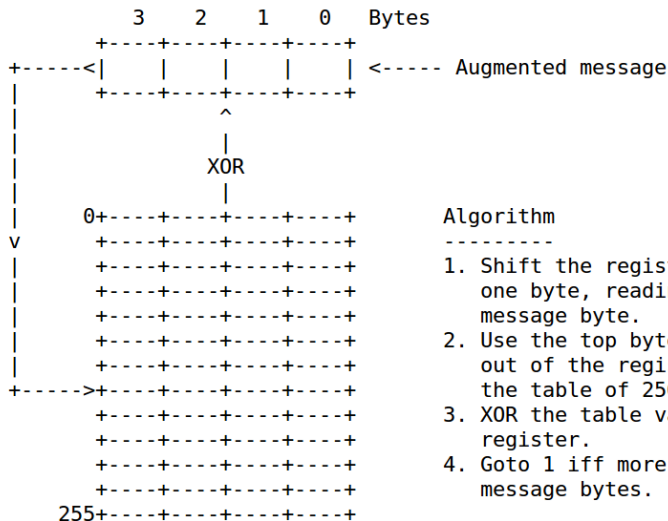 3 2 1 0 Bytes
+----+----+----+----+
+-----<| | | | | <----- Augmented message
| +----+----+----+----+
| ^
| |
| XOR
| |
| 0+----+----+----+----+ Algorithm
v +----+----+----+----+ ---------
| +----+----+----+----+ 1. Shift the regis
| +----+----+----+----+ one byte, readi
| +----+----+----+----+ message byte.
| +----+----+----+----+ 2. Use the top byt
| +----+----+----+----+ out of the regi
+----->+----+----+----+----+ the table of 25
+----+----+----+----+ 3. XOR the table v
+----+----+----+----+ register.
+----+----+----+----+ 4. Goto 1 iff more
+----+----+----+----+ message bytes.
255+----+----+----+----+